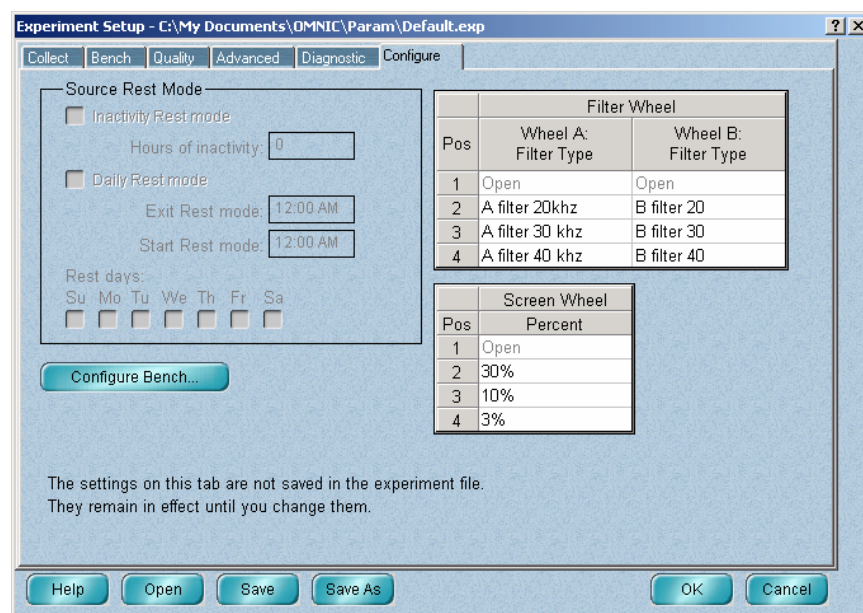 Experiment Setup - C:\My Documents\OMNIC\Param\Default.exp
Collect Bench Quality Advanced Diagnostic Configure
Source Rest Mode
Inactivity Rest mode
Hours of inactivity: 0
Daily Rest mode
Exit Rest mode: 12:00 AM
Start Rest mode: 12:00 AM
Rest days:
Su Mo Tu We Th Fr Sa
Configure Bench...
Filter Wheel
Pos Wheel A: Filter Type Wheel B: Filter Type
1 Open Open
2 A filter 20khz B filter 20
3 A filter 30 khz B filter 30
4 A filter 40 khz B filter 40
Screen Wheel
Pos Percent
1 Open
2 30%
3 10%
4 3%
The settings on this tab are not saved in the experiment file.
They remain in effect until you change them.
Help Open Save Save As OK Cancel